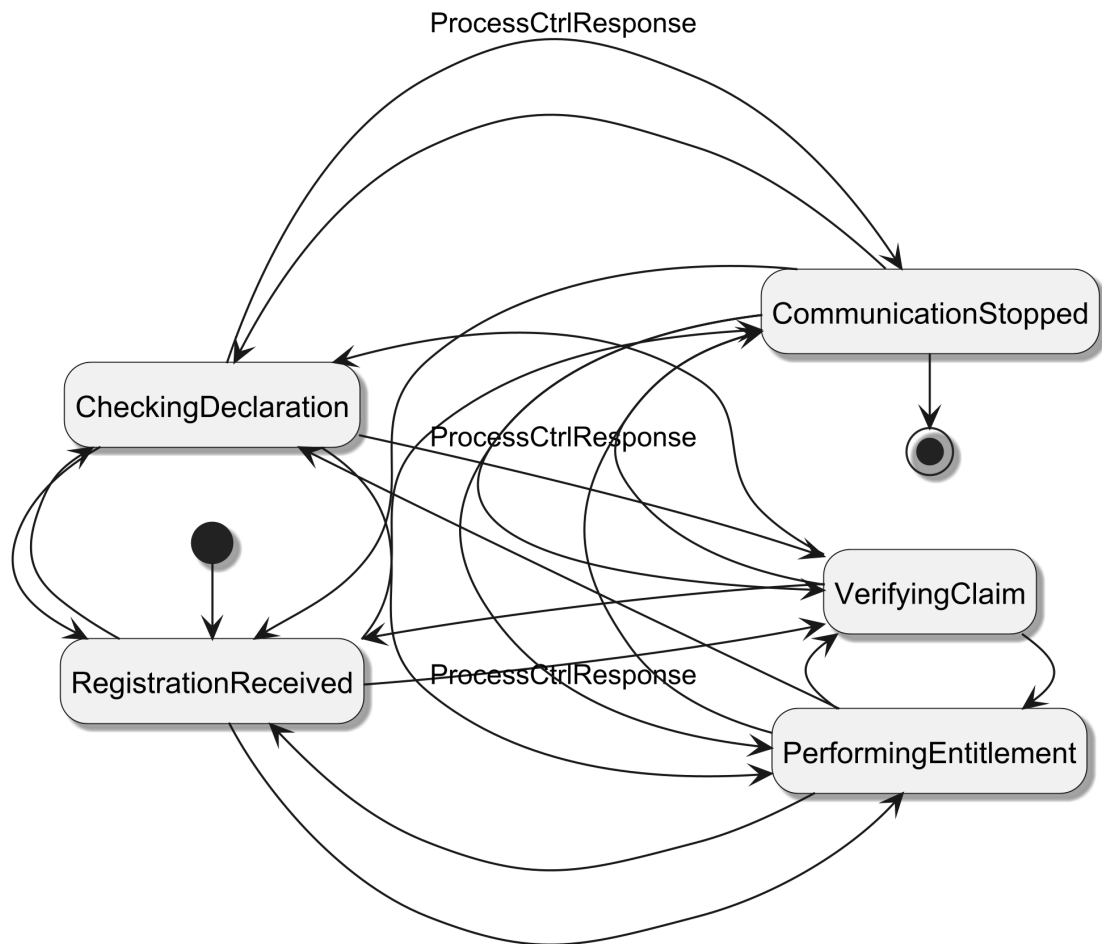 ProcessCtrlResponse
CommunicationStopped
CheckingDeclaration
ProcessCtrlResponse
VerifyingClaim
RegistrationReceived
ProcessCtrlResponse
PerformingEntitlement